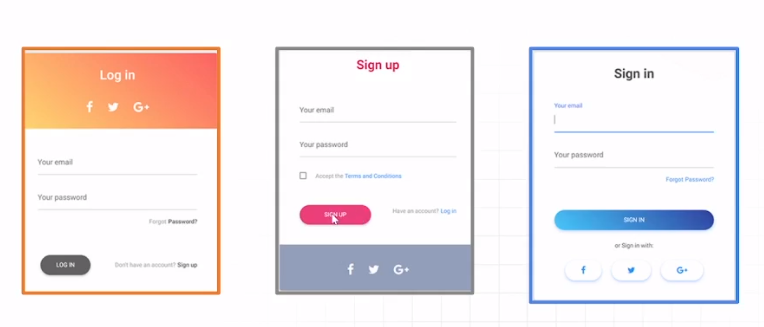 Log in
f G+
Your email
Your password
Forgot Password?
LOG IN Don't have an account? Sign up
Sign up
Your email
Your password
Accept the Terms and Conditions
SIGN UP Have an account? Log in
f G+
Sign in
Your email
Your password
Forgot Password?
SIGN IN
or Sign in with:
f G+